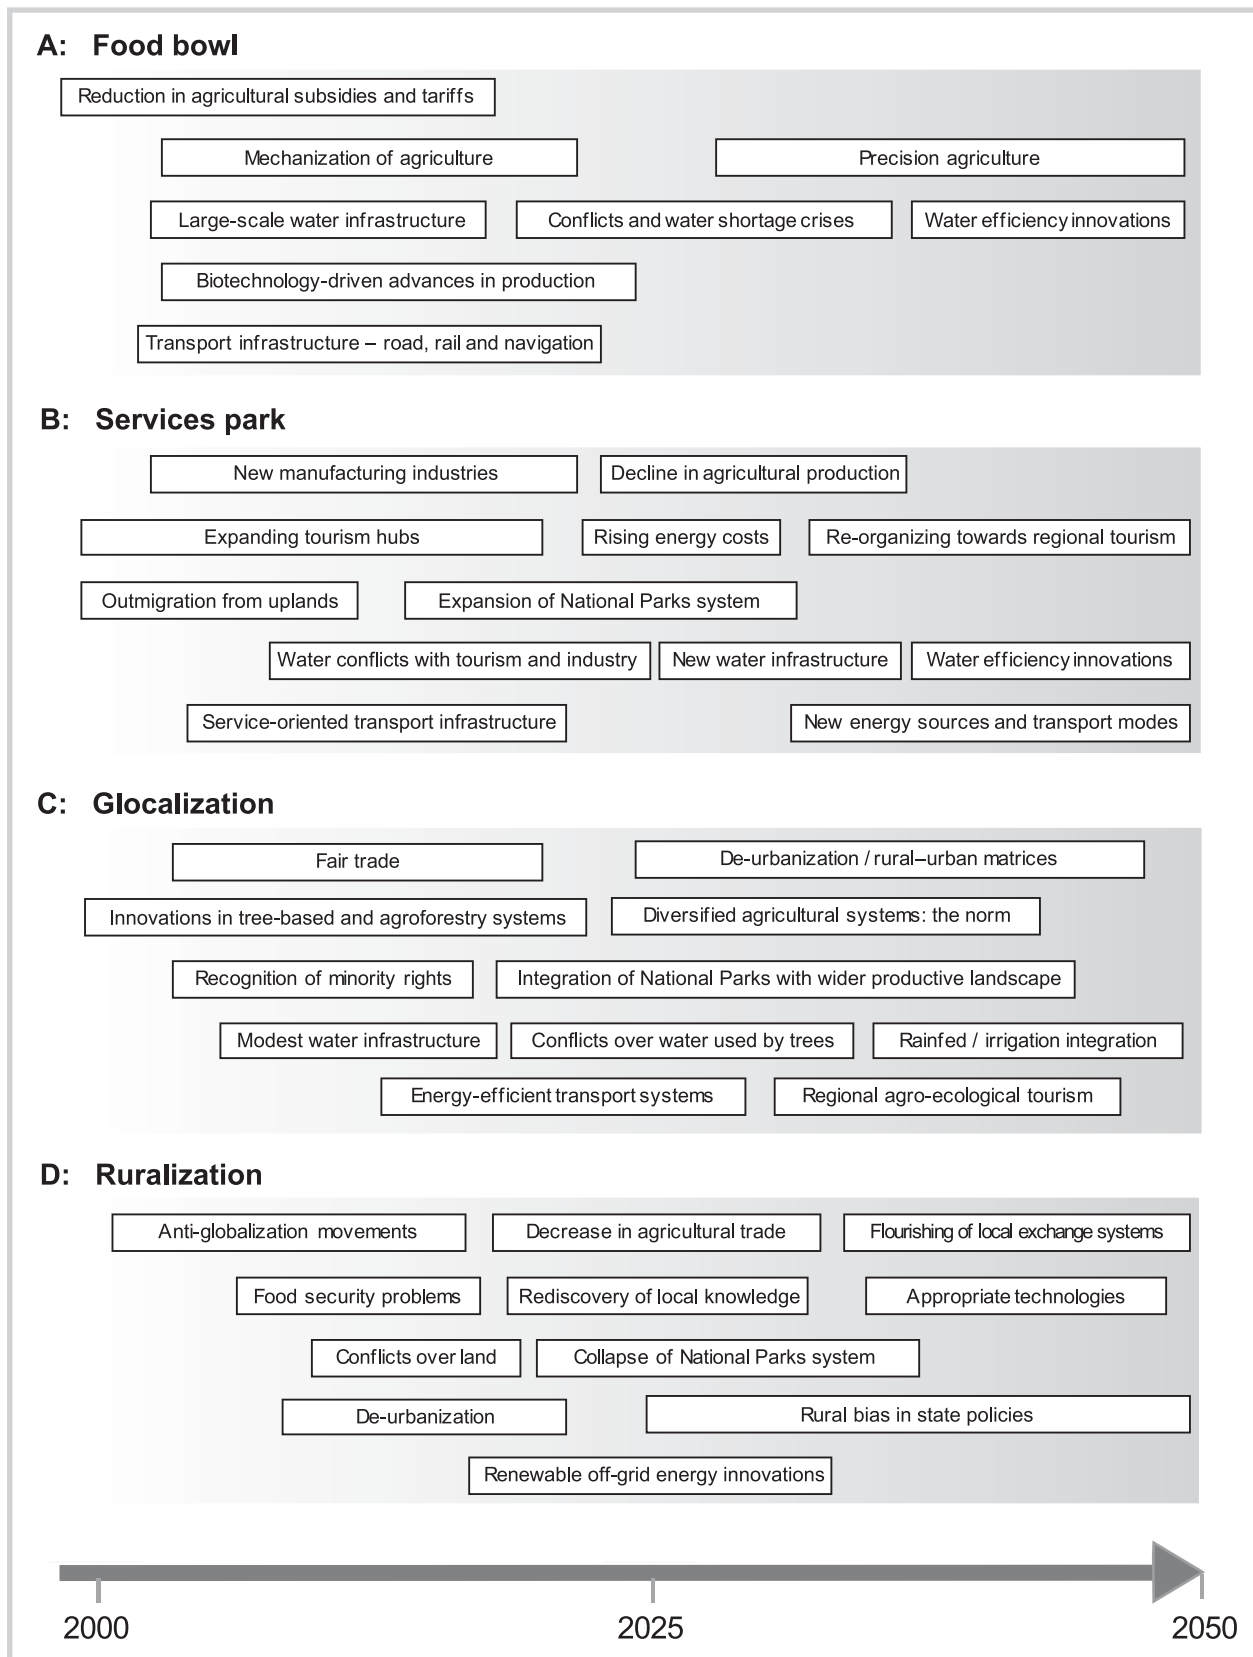 A: Food bowl
Reduction in agricultural subsidies and tariffs
Mechanization of agriculture
Precision agriculture
Large-scale water infrastructure
Conflicts and water shortage crises
Water efficiency innovations
Biotechnology-driven advances in production
Transport infrastructure – road, rail and navigation
B: Services park
New manufacturing industries
Decline in agricultural production
Expanding tourism hubs
Rising energy costs
Re-organizing towards regional tourism
Outmigration from uplands
Expansion of National Parks system
Water conflicts with tourism and industry
New water infrastructure
Water efficiency innovations
Service-oriented transport infrastructure
New energy sources and transport modes
C: Glocalization
Fair trade
De-urbanization / rural–urban matrices
Innovations in tree-based and agroforestry systems
Diversified agricultural systems: the norm
Recognition of minority rights
Integration of National Parks with wider productive landscape
Modest water infrastructure
Conflicts over water used by trees
Rainfed / irrigation integration
Energy-efficient transport systems
Regional agro-ecological tourism
D: Ruralization
Anti-globalization movements
Decrease in agricultural trade
Flourishing of local exchange systems
Food security problems
Rediscovery of local knowledge
Appropriate technologies
Conflicts over land
Collapse of National Parks system
De-urbanization
Rural bias in state policies
Renewable off-grid energy innovations
2000
2025
2050